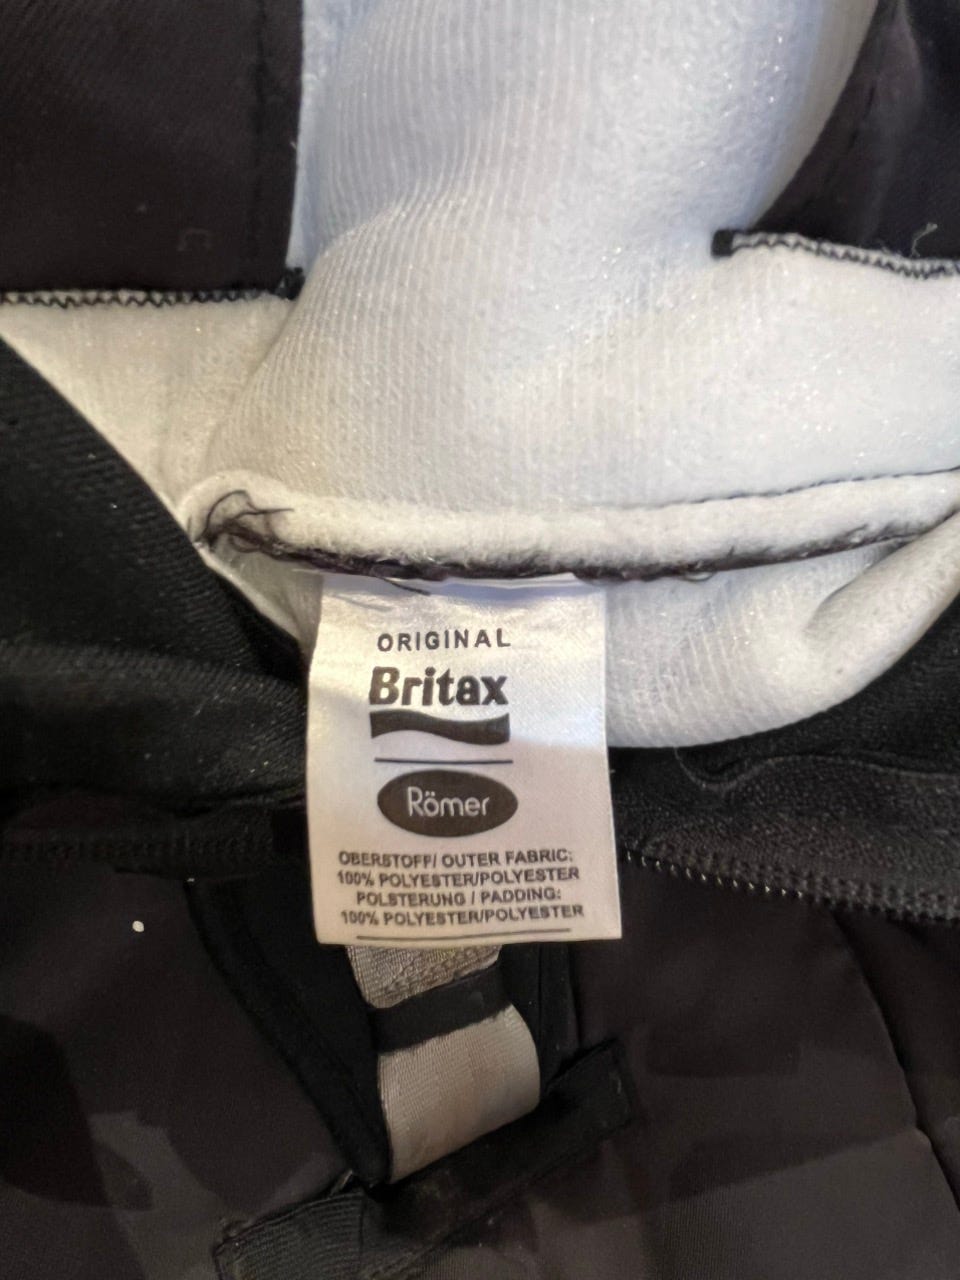 ORIGINAL
Britax
Römer
OBERSTOFF/ OUTER FABRIC:
100% POLYESTER/POLYESTER
POLSTERUNG / PADDING:
100% POLYESTER/POLYESTER